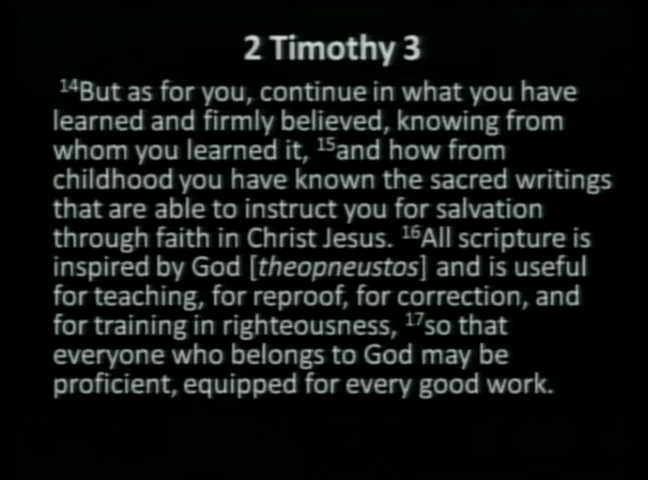 2 Timothy 3
¹⁴But as for you, continue in what you have
learned and firmly believed, knowing from
whom you learned it, ¹⁵and how from
childhood you have known the sacred writings
that are able to instruct you for salvation
through faith in Christ Jesus. ¹⁶All scripture is
inspired by God [theopneustos] and is useful
for teaching, for reproof, for correction, and
for training in righteousness, ¹⁷so that
everyone who belongs to God may be
proficient, equipped for every good work.